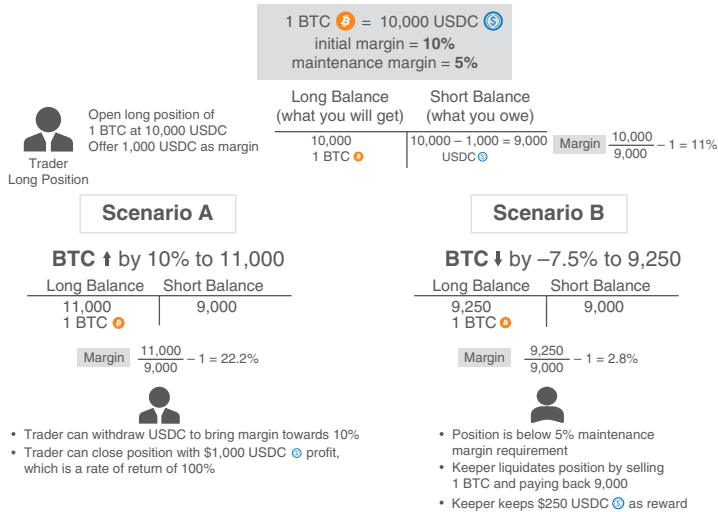 1 BTC = 10,000 USDC
initial margin = 10%
maintenance margin = 5%
Trader
Long Position
Open long position of
1 BTC at 10,000 USDC
Offer 1,000 USDC as margin
Long Balance
(what you will get)
Short Balance
(what you owe)
10,000
1 BTC
10,000 – 1,000 = 9,000
USDC
Margin 10,000
9,000 – 1 = 11%
Scenario A
BTC ⬆ by 10% to 11,000
Long Balance Short Balance
11,000 9,000
1 BTC
Margin 11,000
9,000 – 1 = 22.2%
• Trader can withdraw USDC to bring margin towards 10%
• Trader can close position with $1,000 USDC profit,
which is a rate of return of 100%
Scenario B
BTC ⬇ by –7.5% to 9,250
Long Balance Short Balance
9,250 9,000
1 BTC
Margin 9,250
9,000 – 1 = 2.8%
• Position is below 5% maintenance
margin requirement
• Keeper liquidates position by selling
1 BTC and paying back 9,000
• Keeper keeps $250 USDC as reward